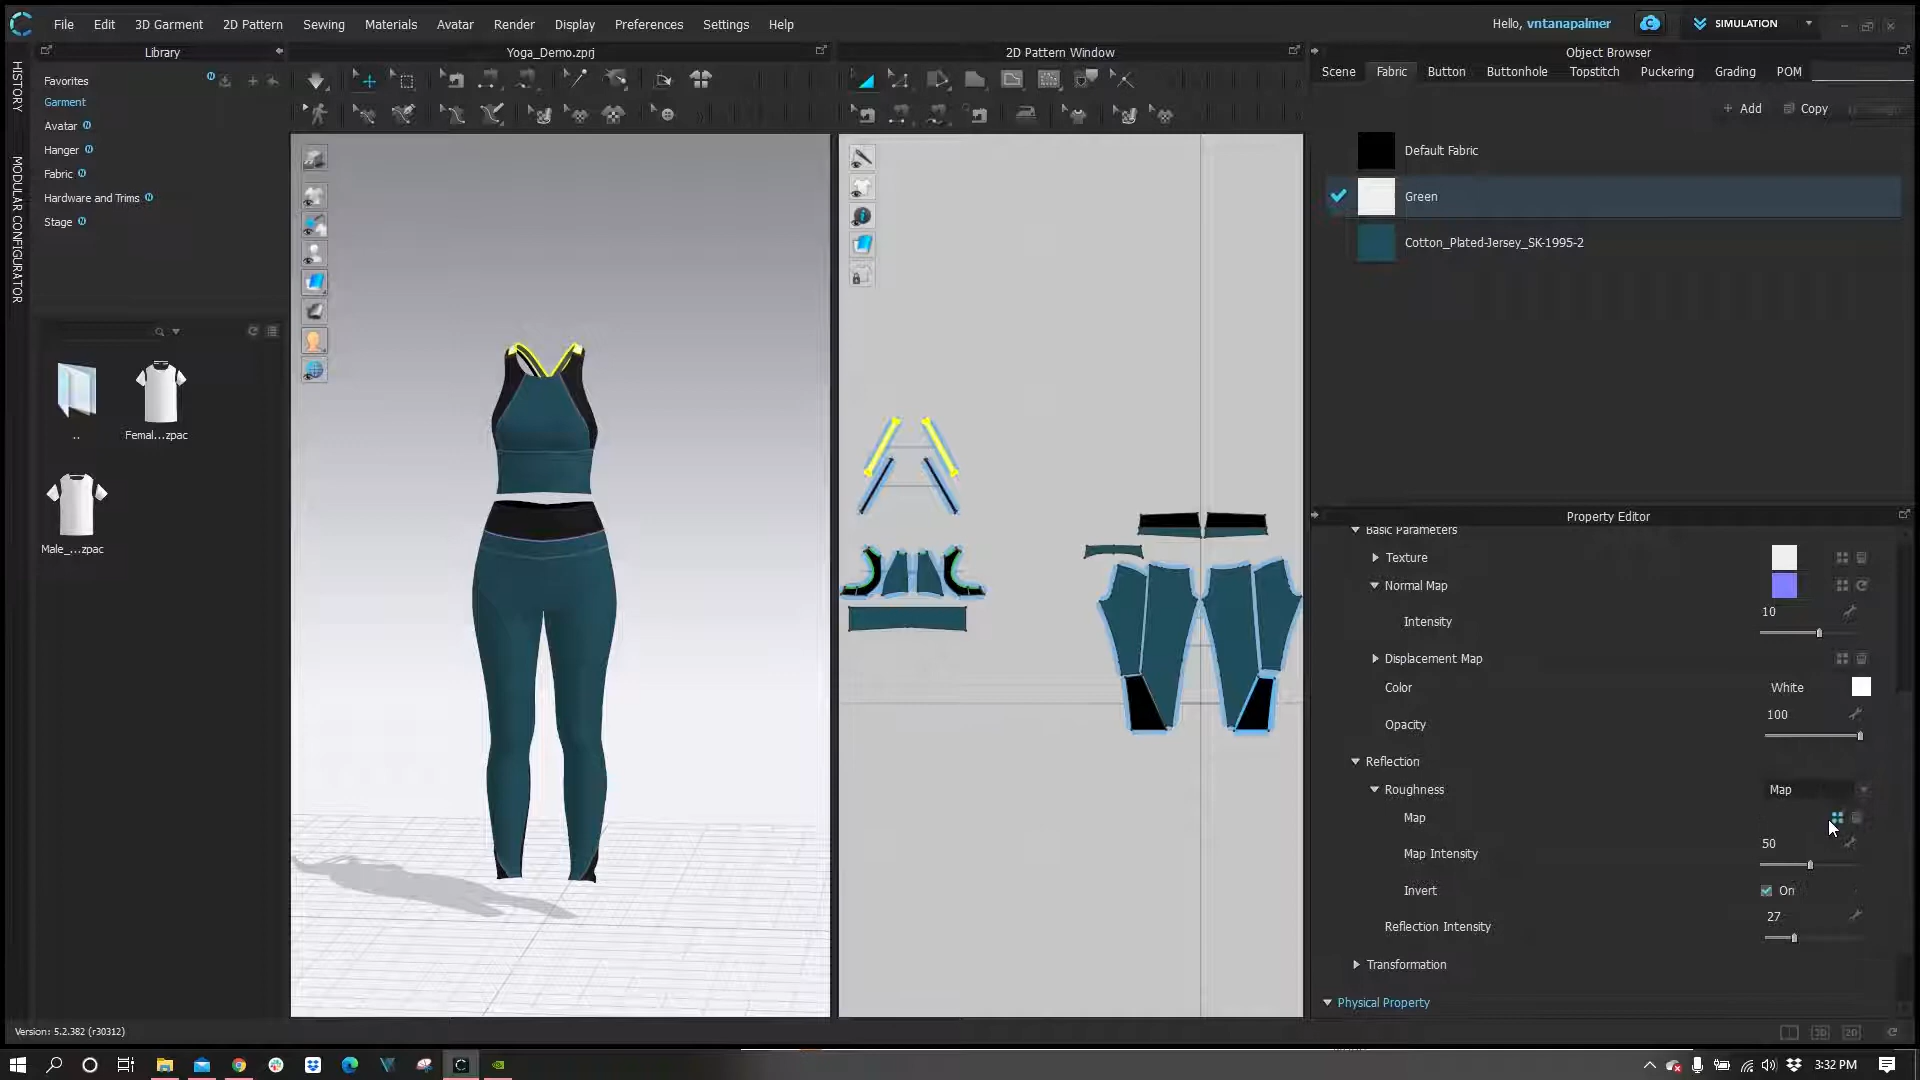 File Edit 3D Garment 2D Pattern Sewing Materials Avatar Render Display Preferences Settings Help
Hello, vntanapalmer
SIMULATION
Library
Yoga_Demo.zprj
2D Pattern Window
Object Browser
HISTORY
MODULAR CONFIGURATOR
Favorites
Garment
Avatar
Hanger
Fabric
Hardware and Trims
Stage
..
Femal...zpac
Male_...zpac
Scene Fabric Button Buttonhole Topstitch Puckering Grading POM
+ Add Copy
Default Fabric
Green
Cotton_Plated-Jersey_SK-1995-2
Property Editor
Basic Parameters
Texture
Normal Map
10
Intensity
Displacement Map
Color White
100
Opacity
Reflection
Roughness Map
Map
50
Map Intensity
Invert On
27
Reflection Intensity
Transformation
Physical Property
Version: 5.2.382 (r30312)
3D 2D
3:32 PM